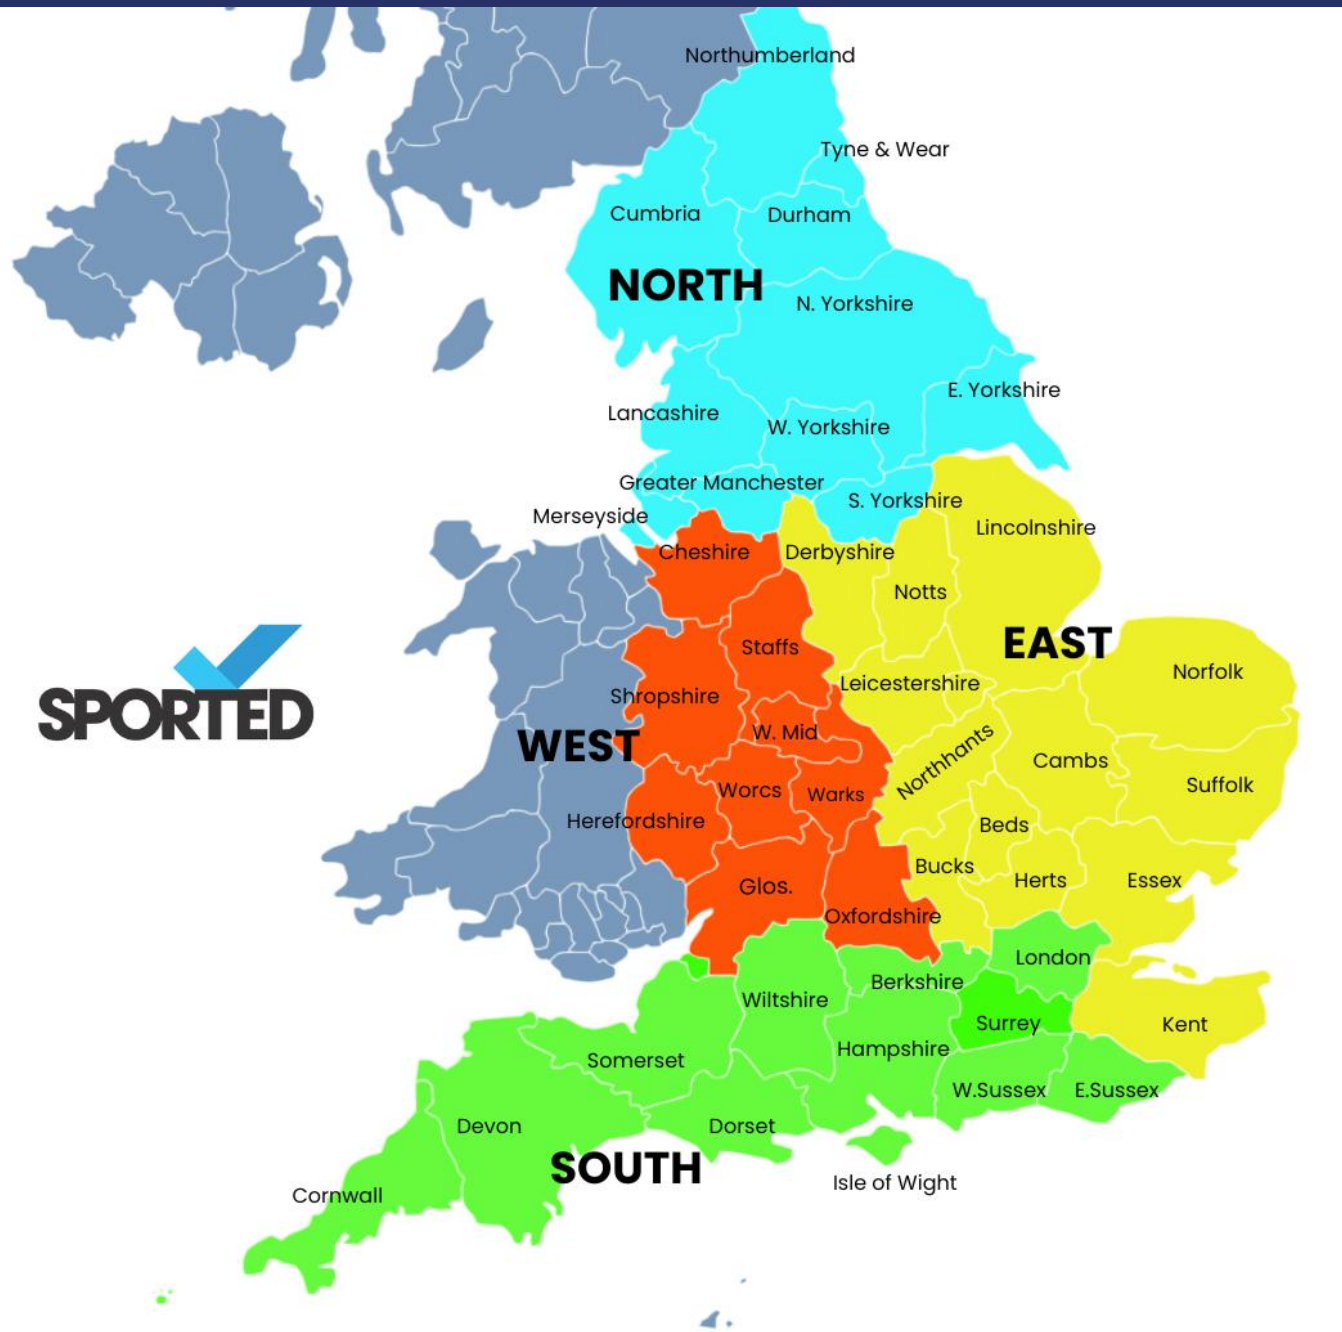 Northumberland
Tyne & Wear
Cumbria
Durham
NORTH
N. Yorkshire
E. Yorkshire
Lancashire
W. Yorkshire
Greater Manchester
S. Yorkshire
Merseyside
Lincolnshire
Cheshire
Derbyshire
Notts
EAST
Staffs
Norfolk
Leicestershire
Shropshire
SPORTED
W. Mid
WEST
Northhants
Cambs
Suffolk
Worcs
Warks
Herefordshire
Beds
Bucks
Herts
Essex
Glos.
Oxfordshire
London
Berkshire
Wiltshire
Surrey
Kent
Hampshire
Somerset
W.Sussex
E.Sussex
Devon
Dorset
SOUTH
Isle of Wight
Cornwall